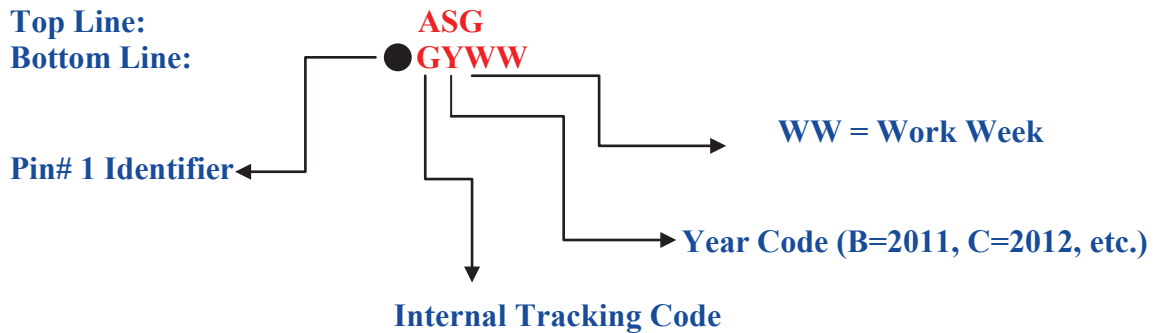 Top Line: ASG
Bottom Line: GYWW
WW = Work Week
Pin# 1 Identifier
Year Code (B=2011, C=2012, etc.)
Internal Tracking Code